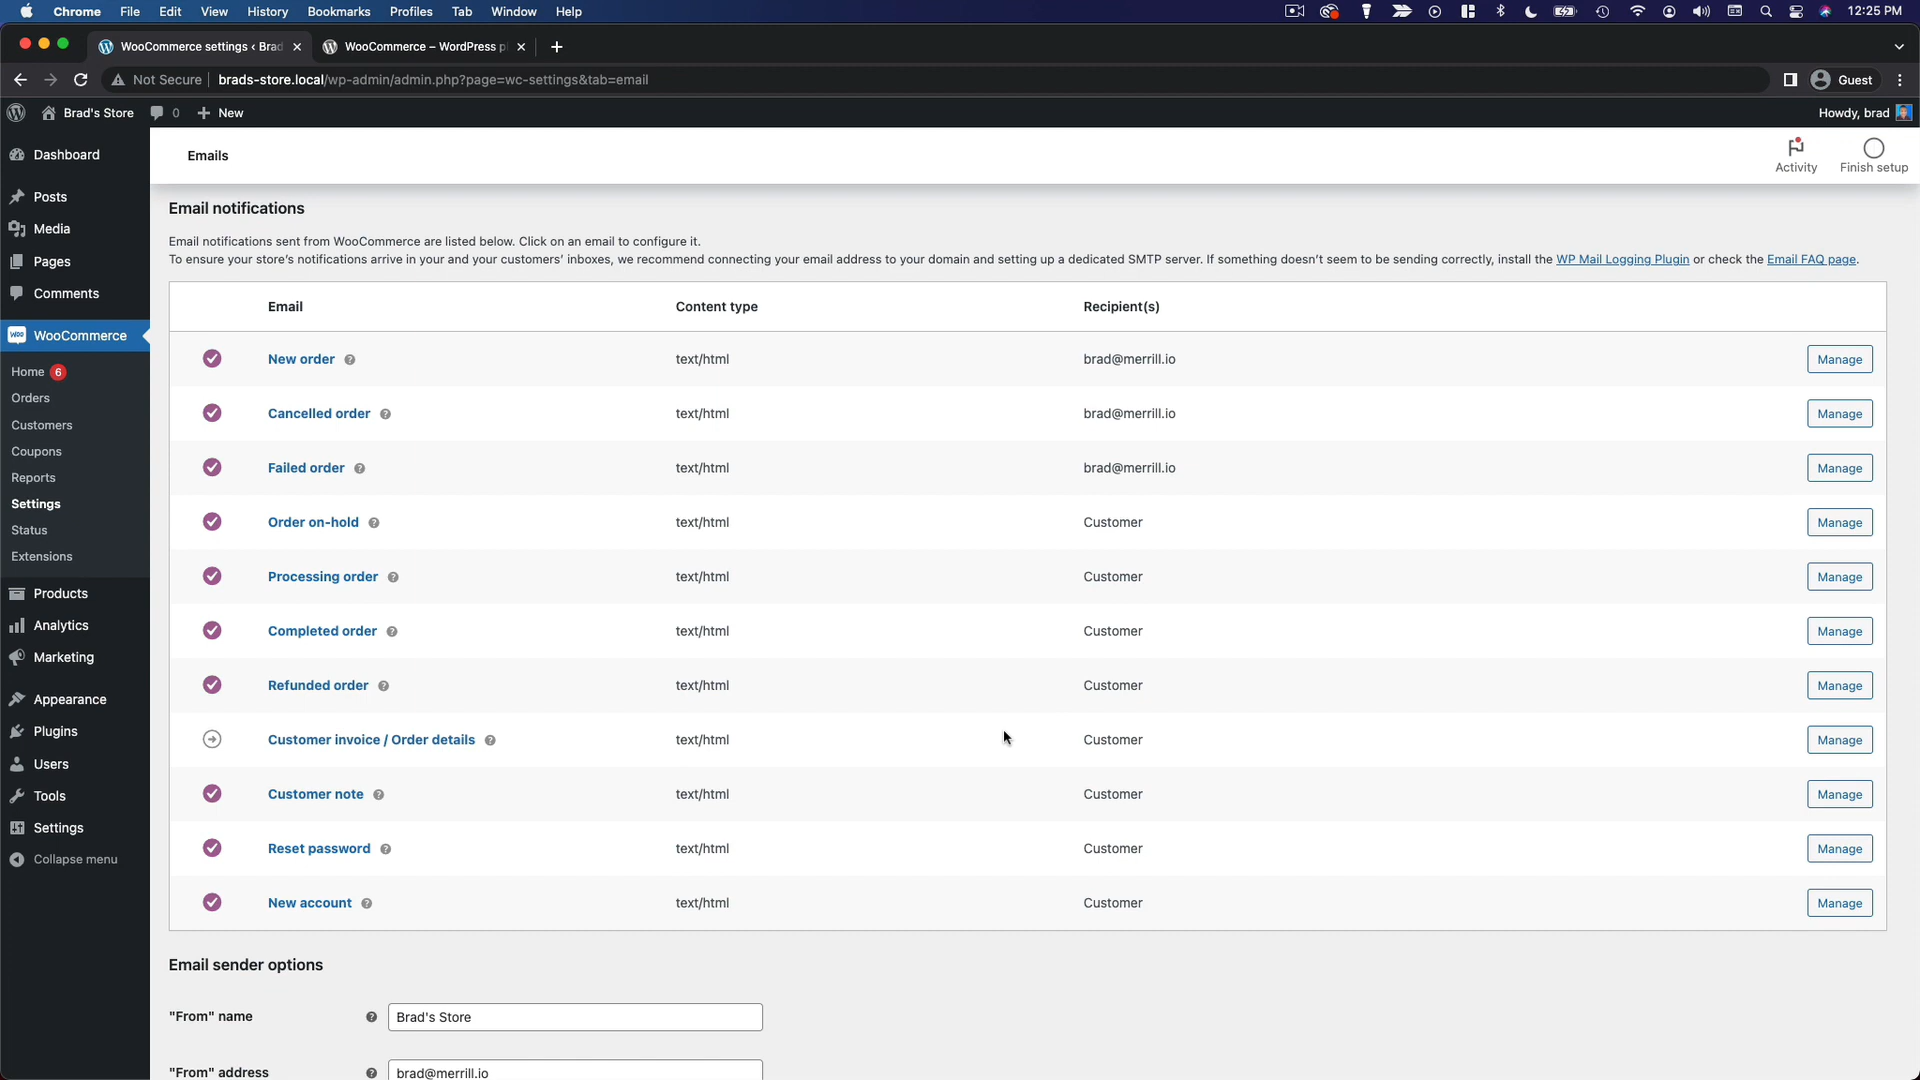 Chrome File Edit View History Bookmarks Profiles Tab Window Help 12:25 PM
WooCommerce settings ‹ Brad WooCommerce – WordPress p
Not Secure brads-store.local/wp-admin/admin.php?page=wc-settings&tab=email Guest
Brad's Store 0 New Howdy, brad
Dashboard
Posts
Media
Pages
Comments
WooCommerce
Home 6
Orders
Customers
Coupons
Reports
Settings
Status
Extensions
Products
Analytics
Marketing
Appearance
Plugins
Users
Tools
Settings
Collapse menu
Emails
Activity Finish setup
Email notifications
Email notifications sent from WooCommerce are listed below. Click on an email to configure it.
To ensure your store's notifications arrive in your and your customers' inboxes, we recommend connecting your email address to your domain and setting up a dedicated SMTP server. If something doesn't seem to be sending correctly, install the WP Mail Logging Plugin or check the Email FAQ page.
Email Content type Recipient(s)
New order text/html brad@merrill.io Manage
Cancelled order text/html brad@merrill.io Manage
Failed order text/html brad@merrill.io Manage
Order on-hold text/html Customer Manage
Processing order text/html Customer Manage
Completed order text/html Customer Manage
Refunded order text/html Customer Manage
Customer invoice / Order details text/html Customer Manage
Customer note text/html Customer Manage
Reset password text/html Customer Manage
New account text/html Customer Manage
Email sender options
"From" name Brad's Store
"From" address brad@merrill.io